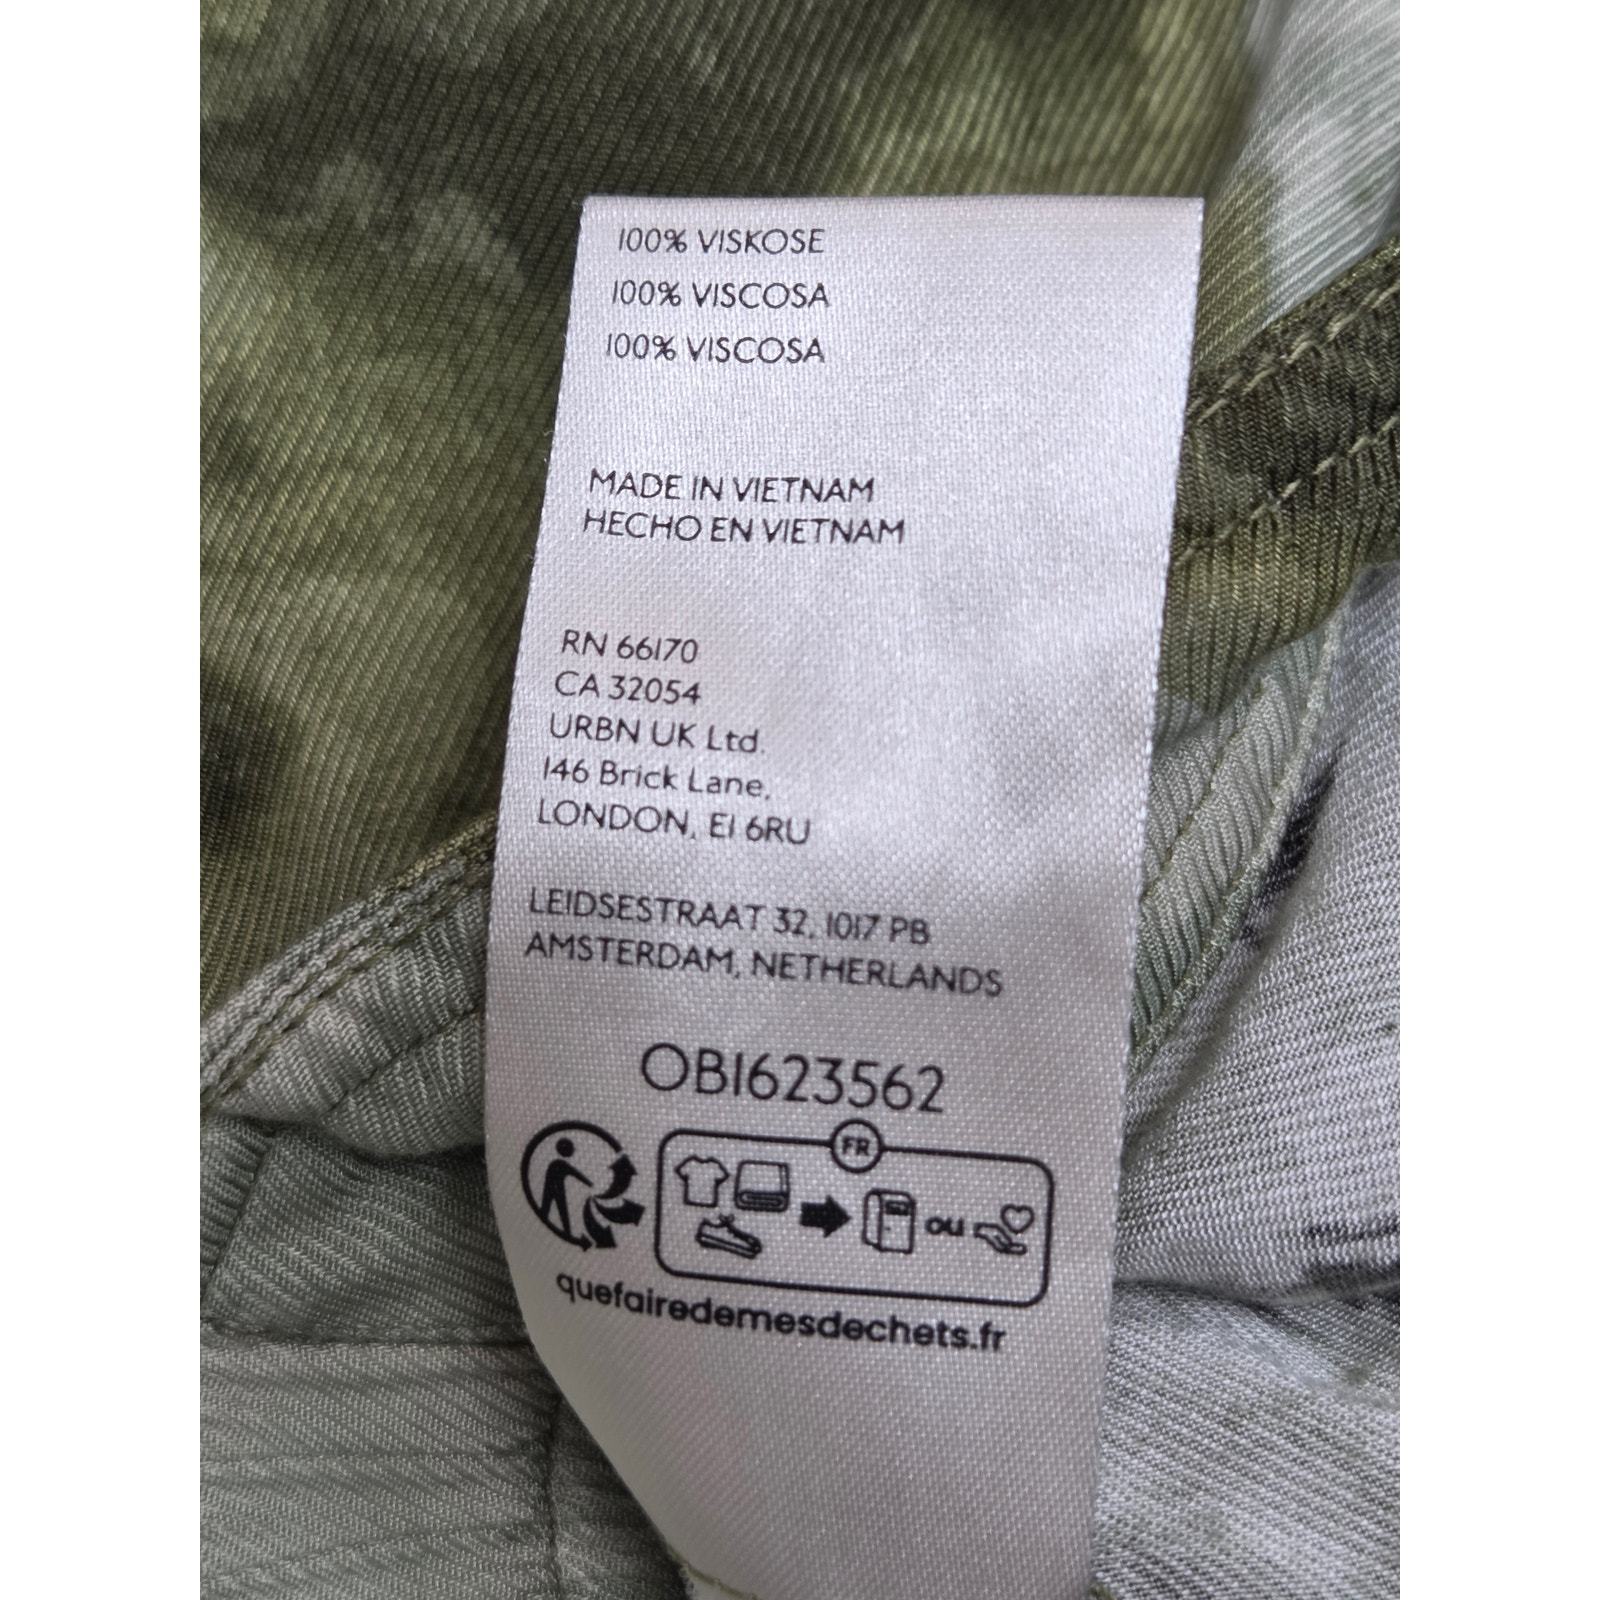 100% VISKOSE
100% VISCOSA
100% VISCOSA
MADE IN VIETNAM
HECHO EN VIETNAM
RN 66170
CA 32054
URBN UK Ltd.
146 Brick Lane,
LONDON, E1 6RU
LEIDSESTRAAT 32, 1017 PB
AMSTERDAM, NETHERLANDS
OB1623562
FR
ou
quefairedemesdechets.fr